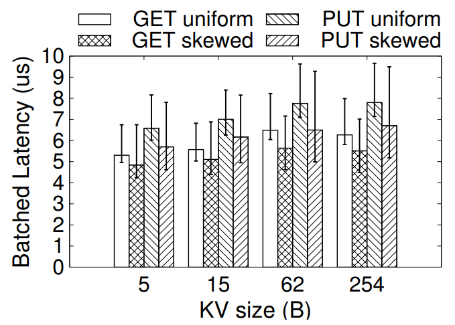 GET uniform PUT uniform
GET skewed PUT skewed
Batched Latency (us)
10
9
8
7
6
5
4
3
2
1
0
5 15 62 254
KV size (B)